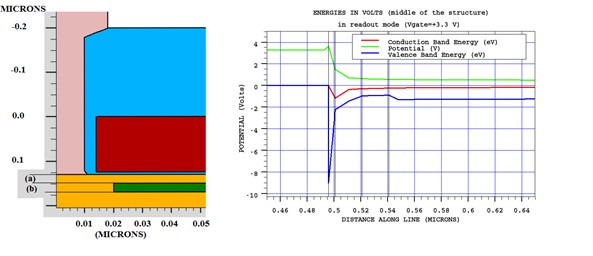 MICRONS
-0.2
-0.1
0.0
0.1
(a)
(b)
0.01 0.02 0.03 0.04 0.05
(MICRONS)
ENERGIES IN VOLTS (middle of the structure)
in readout mode (Vgate=+3.3 V)
Conduction Band Energy (eV)
Potential (V)
Valence Band Energy (eV)
POTENTIAL (Volts)
4
2
0
-2
-4
-6
-8
-10
0.46 0.48 0.5 0.52 0.54 0.56 0.58 0.6 0.62 0.64
DISTANCE ALONG LINE (MICRONS)